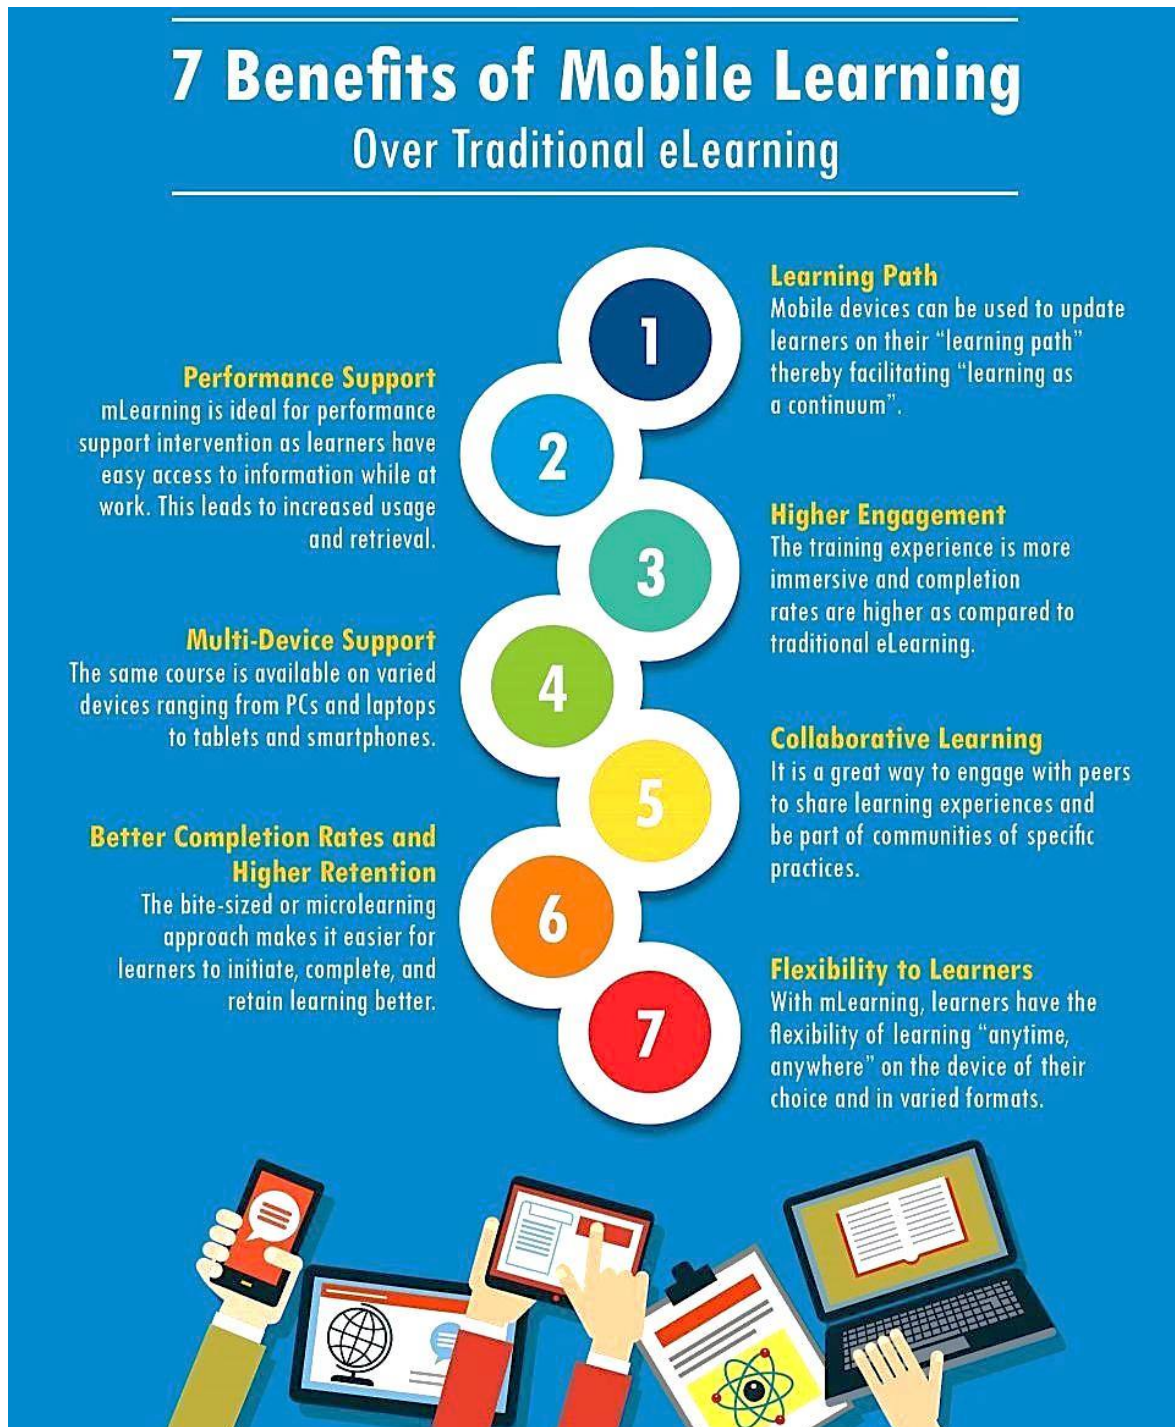 7 Benefits of Mobile Learning
Over Traditional eLearning
1
Learning Path
Mobile devices can be used to update
learners on their “learning path”
thereby facilitating “learning as
a continuum”.
2
Performance Support
mLearning is ideal for performance
support intervention as learners have
easy access to information while at
work. This leads to increased usage
and retrieval.
3
Higher Engagement
The training experience is more
immersive and completion
rates are higher as compared to
traditional eLearning.
4
Multi-Device Support
The same course is available on varied
devices ranging from PCs and laptops
to tablets and smartphones.
5
Collaborative Learning
It is a great way to engage with peers
to share learning experiences and
be part of communities of specific
practices.
6
Better Completion Rates and
Higher Retention
The bite-sized or microlearning
approach makes it easier for
learners to initiate, complete, and
retain learning better.
7
Flexibility to Learners
With mLearning, learners have the
flexibility of learning “anytime,
anywhere” on the device of their
choice and in varied formats.